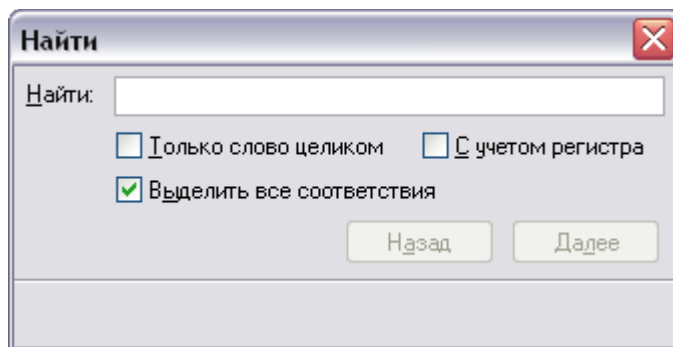 Найти
Найти:
Только слово целиком С учетом регистра
Выделить все соответствия
Назад Далее